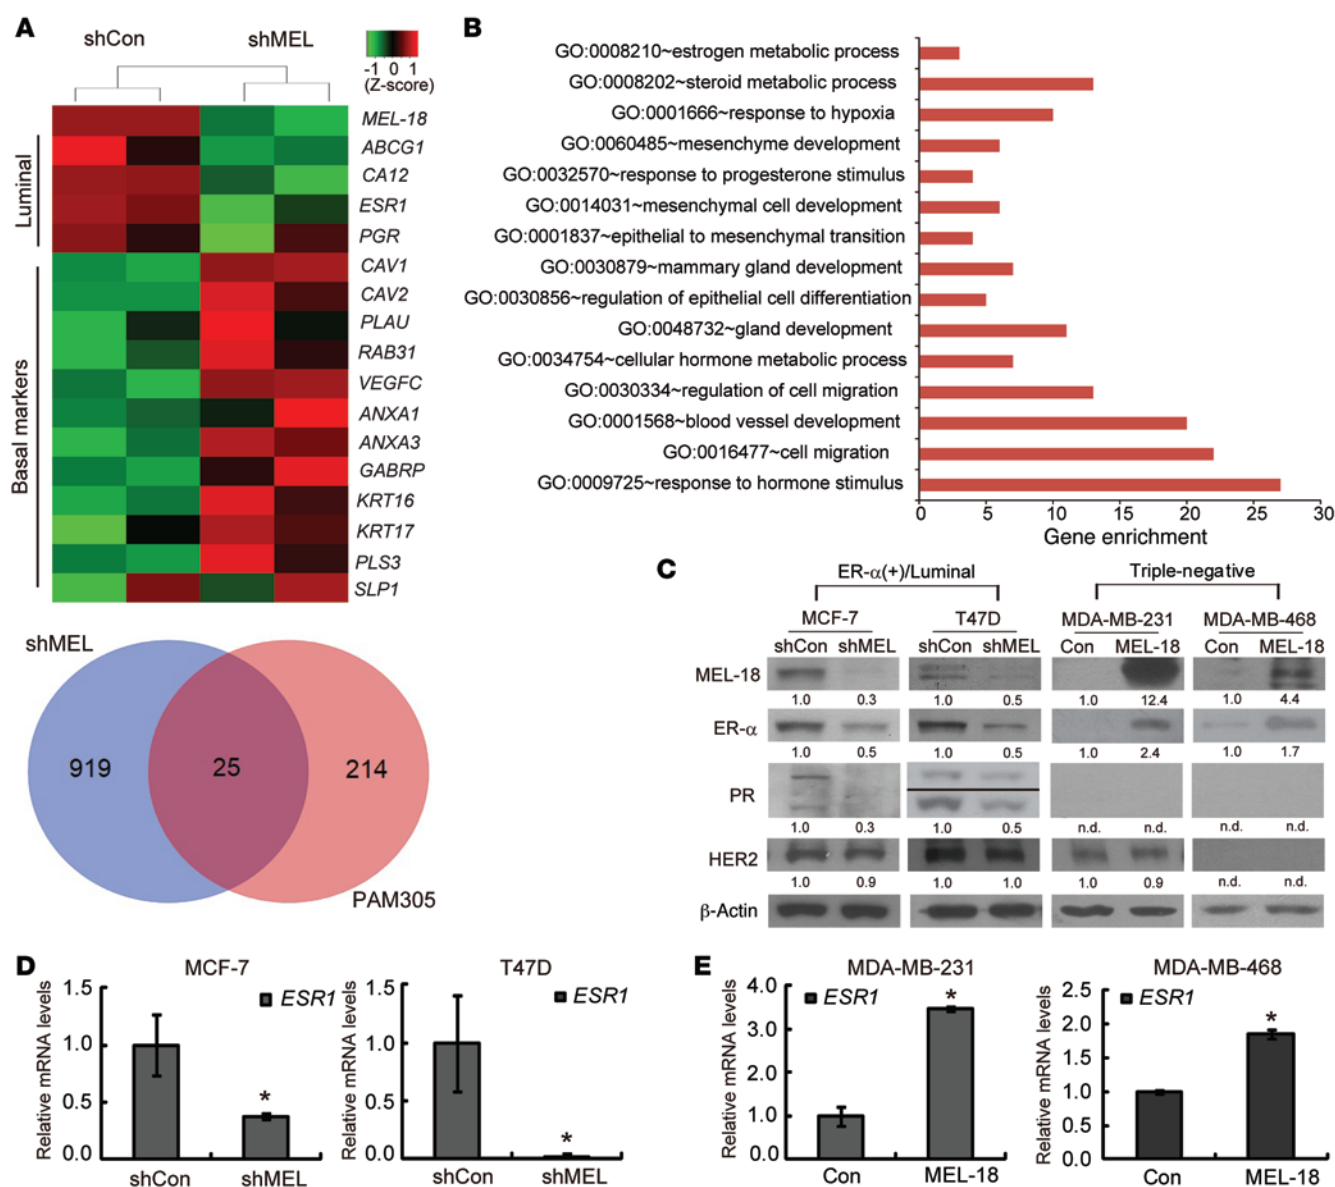 A
shCon
shMEL
-1 0 1
(Z-score)
Luminal
Basal markers
MEL-18
ABCG1
CA12
ESR1
PGR
CAV1
CAV2
PLAU
RAB31
VEGFC
ANXA1
ANXA3
GABRP
KRT16
KRT17
PLS3
SLP1
shMEL
919
25
214
PAM305
B
GO:0008210~estrogen metabolic process
GO:0008202~steroid metabolic process
GO:0001666~response to hypoxia
GO:0060485~mesenchyme development
GO:0032570~response to progesterone stimulus
GO:0014031~mesenchymal cell development
GO:0001837~epithelial to mesenchymal transition
GO:0030879~mammary gland development
GO:0030856~regulation of epithelial cell differentiation
GO:0048732~gland development
GO:0034754~cellular hormone metabolic process
GO:0030334~regulation of cell migration
GO:0001568~blood vessel development
GO:0016477~cell migration
GO:0009725~response to hormone stimulus
0 5 10 15 20 25 30
Gene enrichment
C
ER-α(+)/Luminal
Triple-negative
MCF-7 T47D MDA-MB-231 MDA-MB-468
shCon shMEL shCon shMEL Con MEL-18 Con MEL-18
MEL-18
1.0 0.3 1.0 0.5 1.0 12.4 1.0 4.4
ER-α
1.0 0.5 1.0 0.5 1.0 2.4 1.0 1.7
PR
1.0 0.3 1.0 0.5 n.d. n.d. n.d. n.d.
HER2
1.0 0.9 1.0 1.0 1.0 0.9 n.d. n.d.
β-Actin
D
MCF-7
Relative mRNA levels
1.5
1.0
0.5
0.0
ESR1
*
shCon shMEL
T47D
Relative mRNA levels
1.5
1.0
0.5
0.0
ESR1
*
shCon shMEL
E
MDA-MB-231
Relative mRNA levels
4.0
3.0
2.0
1.0
0.0
ESR1
*
Con MEL-18
MDA-MB-468
Relative mRNA levels
2.5
2.0
1.5
1.0
0.5
0.0
ESR1
*
Con MEL-18